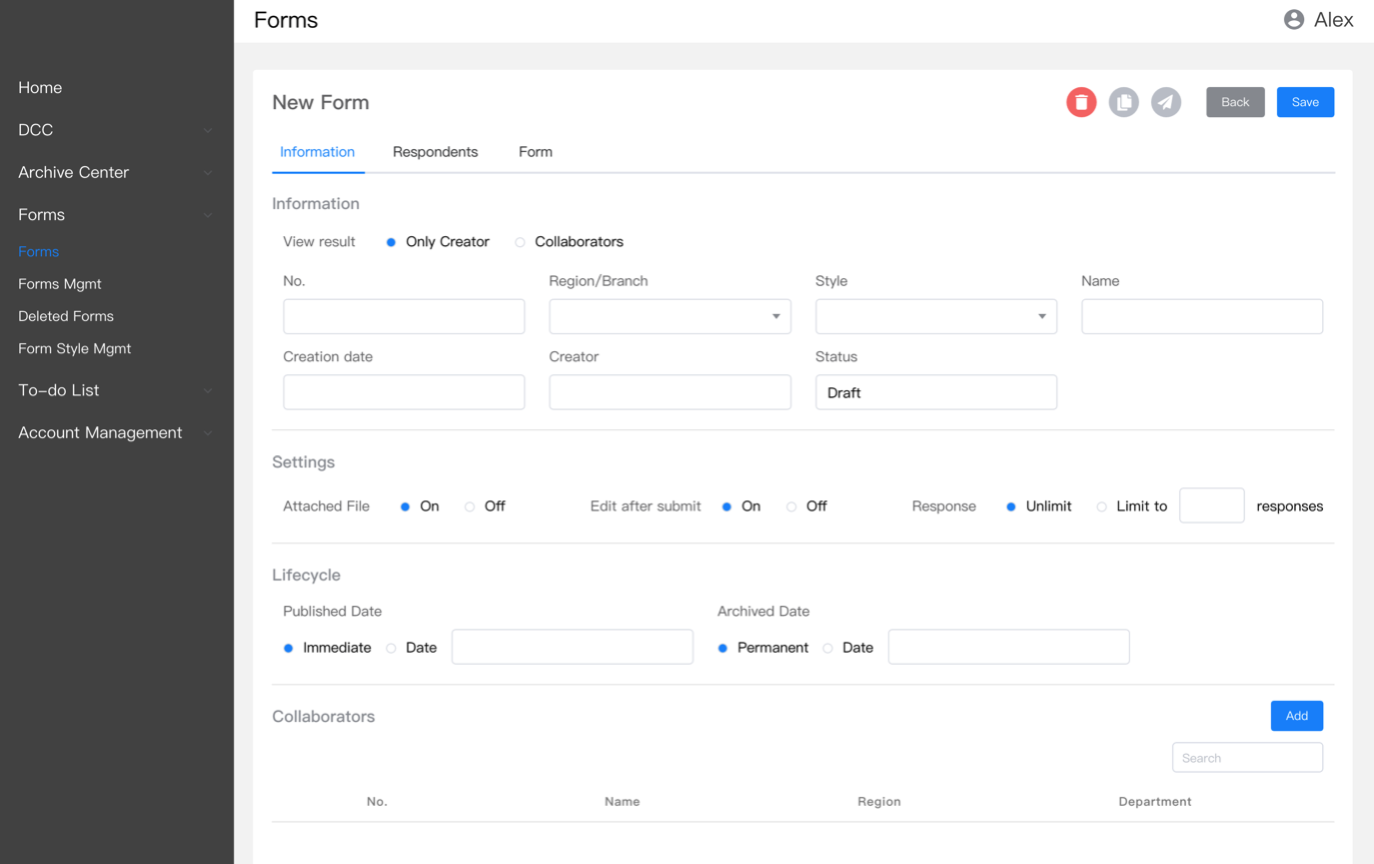 Forms
Alex
Home
DCC
Archive Center
Forms
Forms
Forms Mgmt
Deleted Forms
Form Style Mgmt
To-do List
Account Management
New Form
Back
Save
Information Respondents Form
Information
View result Only Creator Collaborators
No. Region/Branch Style Name
Creation date Creator Status
Draft
Settings
Attached File On Off Edit after submit On Off Response Unlimit Limit to responses
Lifecycle
Published Date Archived Date
Immediate Date Permanent Date
Collaborators
Add
Search
No. Name Region Department